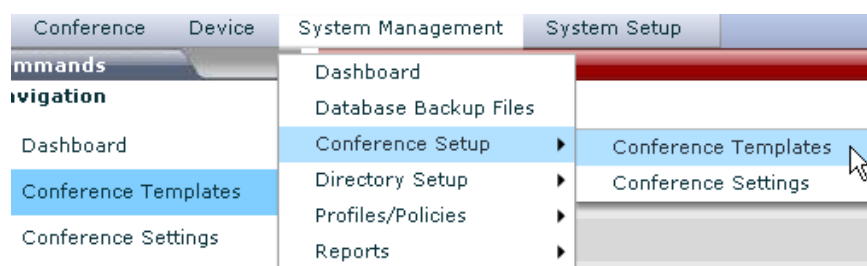 Conference Device System Management System Setup
mmands
vigation
Dashboard
Conference Templates
Conference Settings
Dashboard
Database Backup Files
Conference Setup
Directory Setup
Profiles/Policies
Reports
Conference Templates
Conference Settings